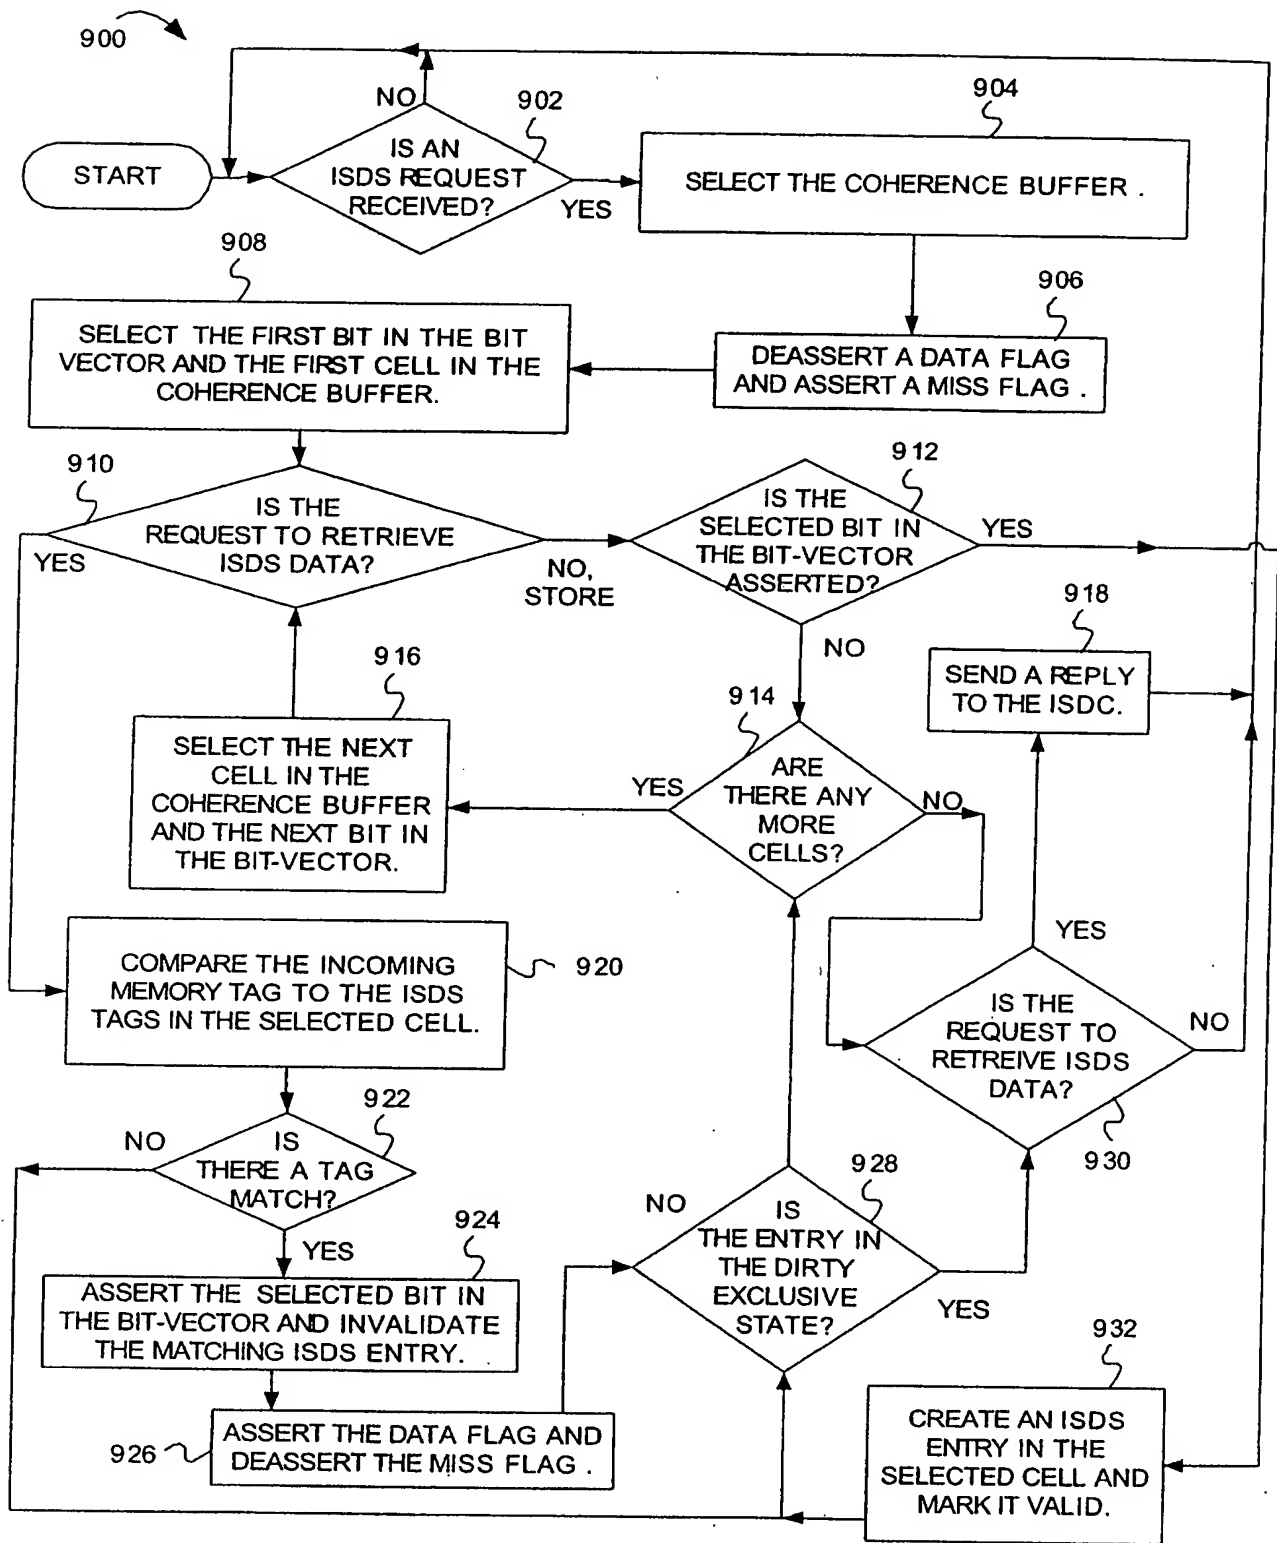 900
NO
902
904
START
IS AN
ISDS REQUEST
RECEIVED?
YES
SELECT THE COHERENCE BUFFER .
908
906
SELECT THE FIRST BIT IN THE BIT
VECTOR AND THE FIRST CELL IN THE
COHERENCE BUFFER.
DEASSERT A DATA FLAG
AND ASSERT A MISS FLAG .
910
912
IS THE
REQUEST TO RETRIEVE
ISDS DATA?
YES
NO,
STORE
IS THE
SELECTED BIT IN
THE BIT-VECTOR
ASSERTED?
YES
NO
916
914
918
SEND A REPLY
TO THE ISDC.
SELECT THE NEXT
CELL IN THE
COHERENCE BUFFER
AND THE NEXT BIT IN
THE BIT-VECTOR.
YES
ARE
THERE ANY
MORE
CELLS?
NO
COMPARE THE INCOMING
MEMORY TAG TO THE ISDS
TAGS IN THE SELECTED CELL.
920
YES
IS THE
REQUEST TO
RETREIVE ISDS
DATA?
NO
930
922
NO
IS
THERE A TAG
MATCH?
YES
924
928
NO
IS
THE ENTRY IN
THE DIRTY
EXCLUSIVE
STATE?
YES
ASSERT THE SELECTED BIT IN
THE BIT-VECTOR AND INVALIDATE
THE MATCHING ISDS ENTRY.
932
926
ASSERT THE DATA FLAG AND
DEASSERT THE MISS FLAG .
CREATE AN ISDS
ENTRY IN THE
SELECTED CELL AND
MARK IT VALID.